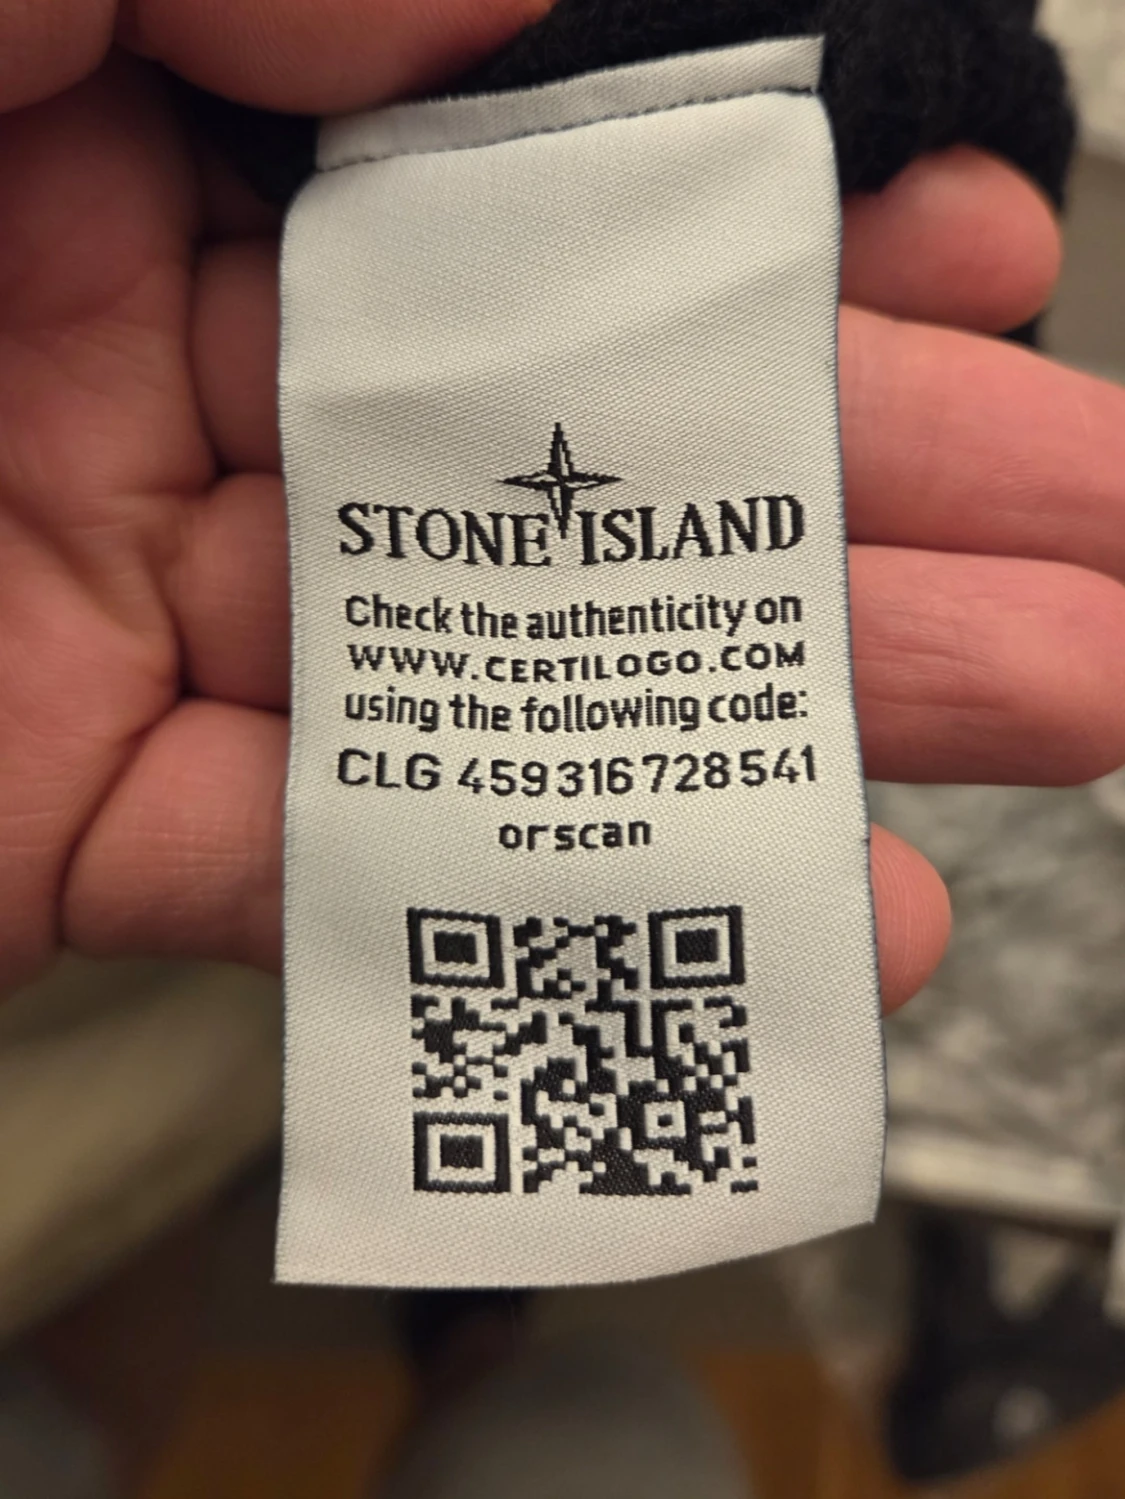 STONE ISLAND
Check the authenticity on
WWW.CERTILOGO.COM
using the following code:
CLG 459316728541
or scan